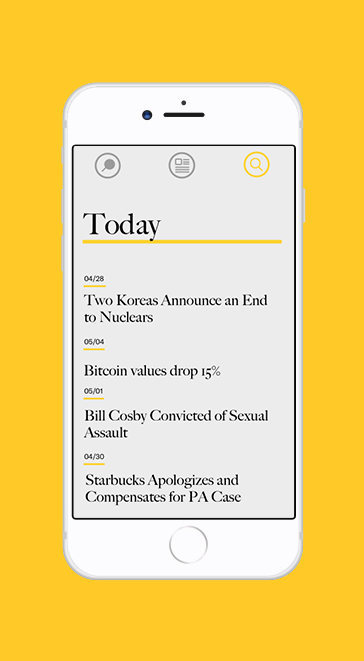 Today
04/28
Two Koreas Announce an End
to Nuclears
05/04
Bitcoin values drop 15%
05/01
Bill Cosby Convicted of Sexual
Assault
04/30
Starbucks Apologizes and
Compensates for PA Case